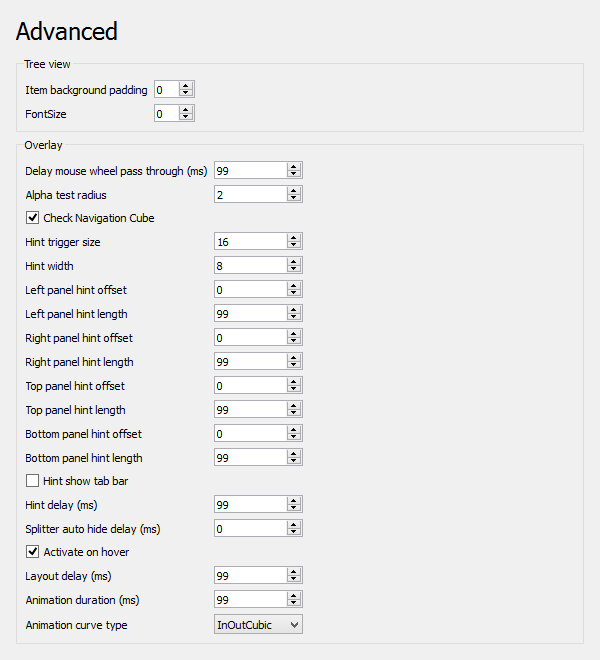 Advanced
Tree view
Item background padding 0
FontSize 0
Overlay
Delay mouse wheel pass through (ms) 99
Alpha test radius 2
Check Navigation Cube
Hint trigger size 16
Hint width 8
Left panel hint offset 0
Left panel hint length 99
Right panel hint offset 0
Right panel hint length 99
Top panel hint offset 0
Top panel hint length 99
Bottom panel hint offset 0
Bottom panel hint length 99
Hint show tab bar
Hint delay (ms) 99
Splitter auto hide delay (ms) 0
Activate on hover
Layout delay (ms) 99
Animation duration (ms) 99
Animation curve type InOutCubic